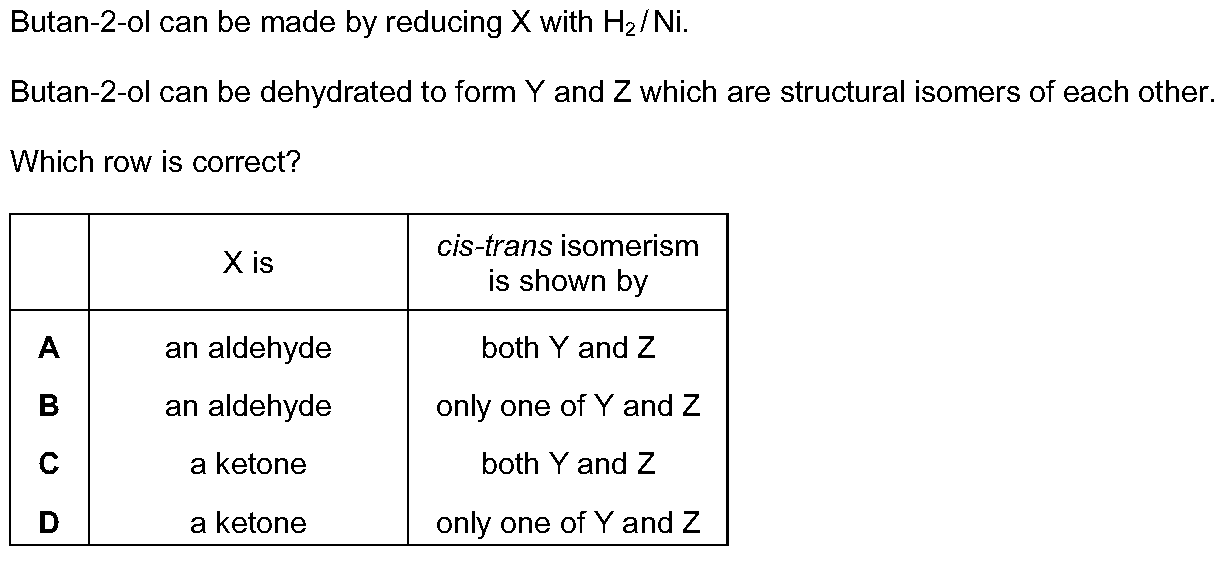 Butan-2-ol can be made by reducing X with H₂/Ni.
Butan-2-ol can be dehydrated to form Y and Z which are structural isomers of each other.
Which row is correct?
X is
cis-trans isomerism
is shown by
A an aldehyde both Y and Z
B an aldehyde only one of Y and Z
C a ketone both Y and Z
D a ketone only one of Y and Z